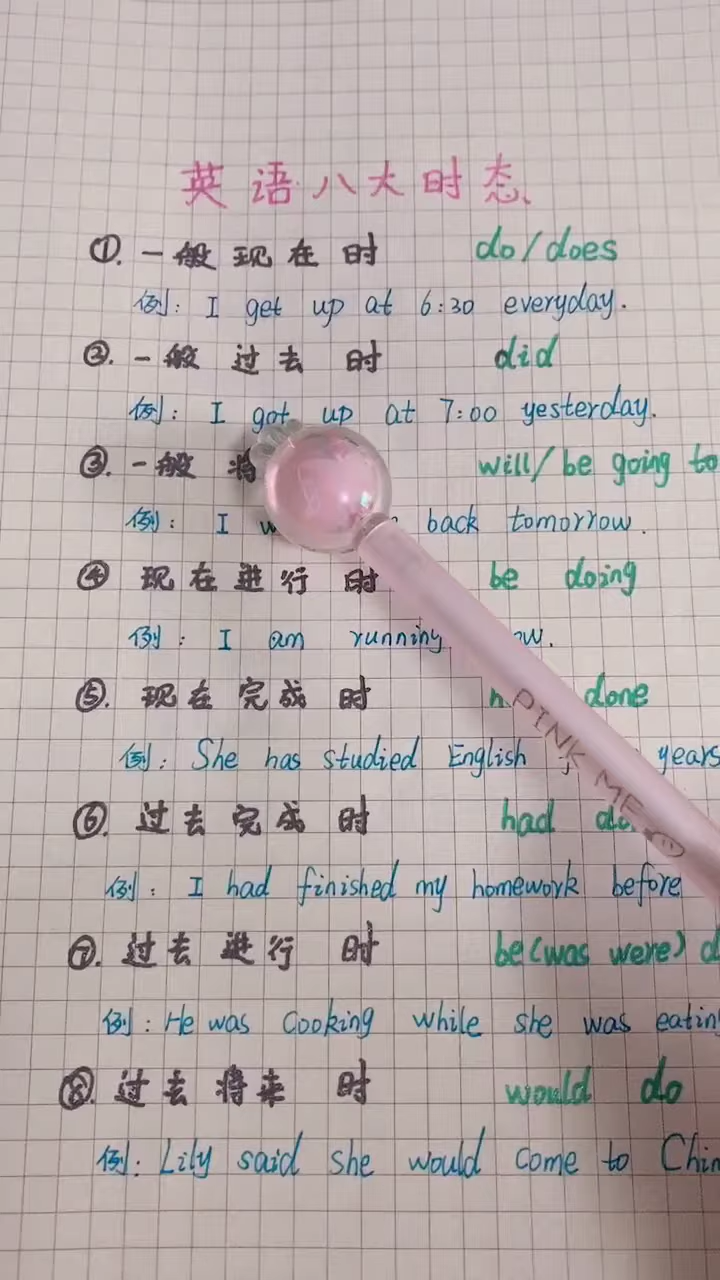 英语八大时态
①. 一般现在时 do/does
例: I get up at 6:30 everyday.
②. 一般过去时 did
例: I got up at 7:00 yesterday.
③. 一般 will/be going to
例: I back tomorrow.
④ 现在进行时 be doing
例: I am running
⑤. 现在完成时 done
例: She has studied English years
⑥. 过去完成时 had
例: I had finished my homework before
⑦. 过去进行时 be(was were)
例: He was cooking while she was
⑧. 过去将来时 would do
例: Lily said she would come to
PINK ME